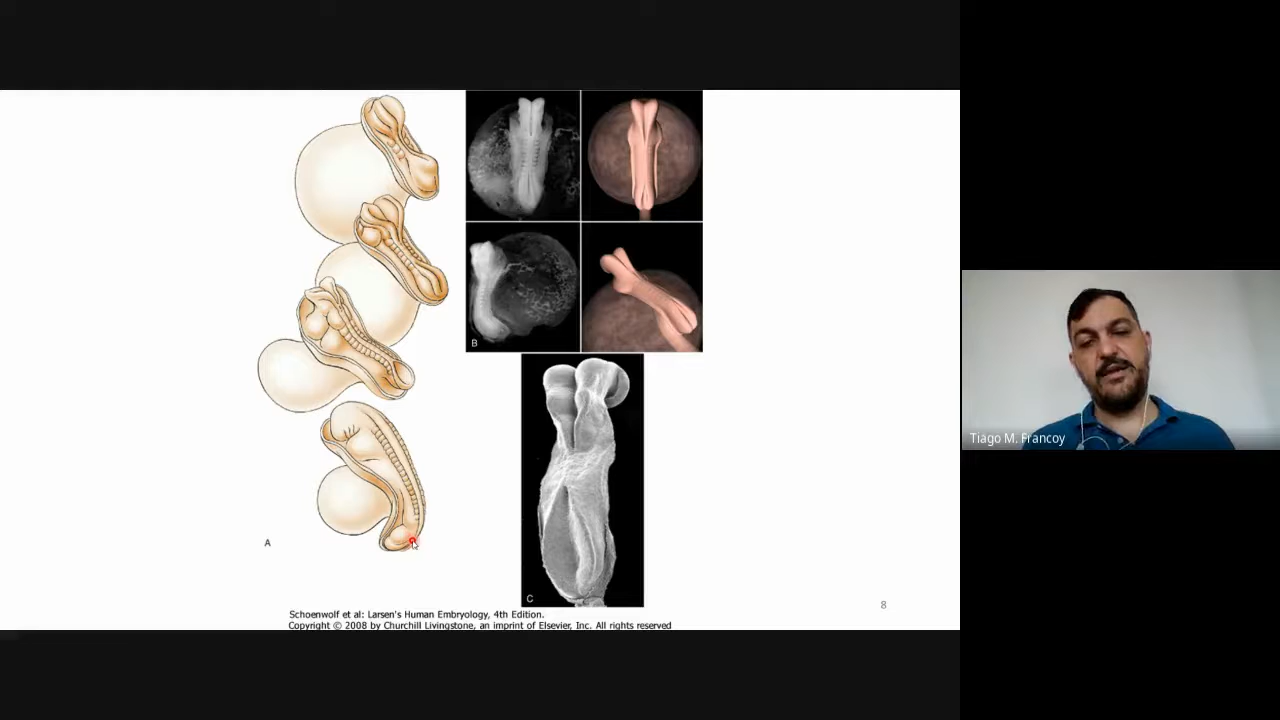 B
A
C
Schoenwolf et al: Larsen's Human Embryology, 4th Edition.
Copyright © 2008 by Churchill Livingstone, an imprint of Elsevier, Inc. All rights reserved
8
Tiago M. Francoy